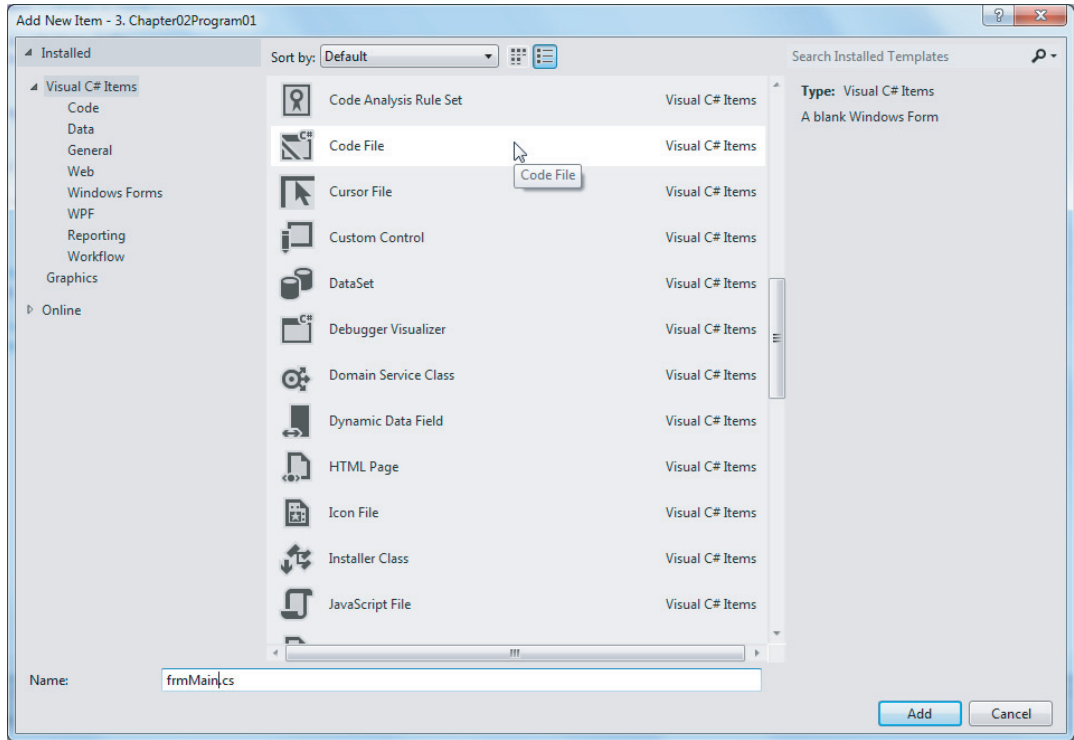 Add New Item - 3. Chapter02Program01
Installed
Sort by: Default
Search Installed Templates
Visual C# Items
Code
Data
General
Web
Windows Forms
WPF
Reporting
Workflow
Graphics
Online
Code Analysis Rule Set Visual C# Items
C# Code File Visual C# Items
Code File
Cursor File Visual C# Items
Custom Control Visual C# Items
DataSet Visual C# Items
C# Debugger Visualizer Visual C# Items
Domain Service Class Visual C# Items
Dynamic Data Field Visual C# Items
HTML Page Visual C# Items
Icon File Visual C# Items
Installer Class Visual C# Items
JavaScript File Visual C# Items
Type: Visual C# Items
A blank Windows Form
Name: frmMain.cs
Add Cancel